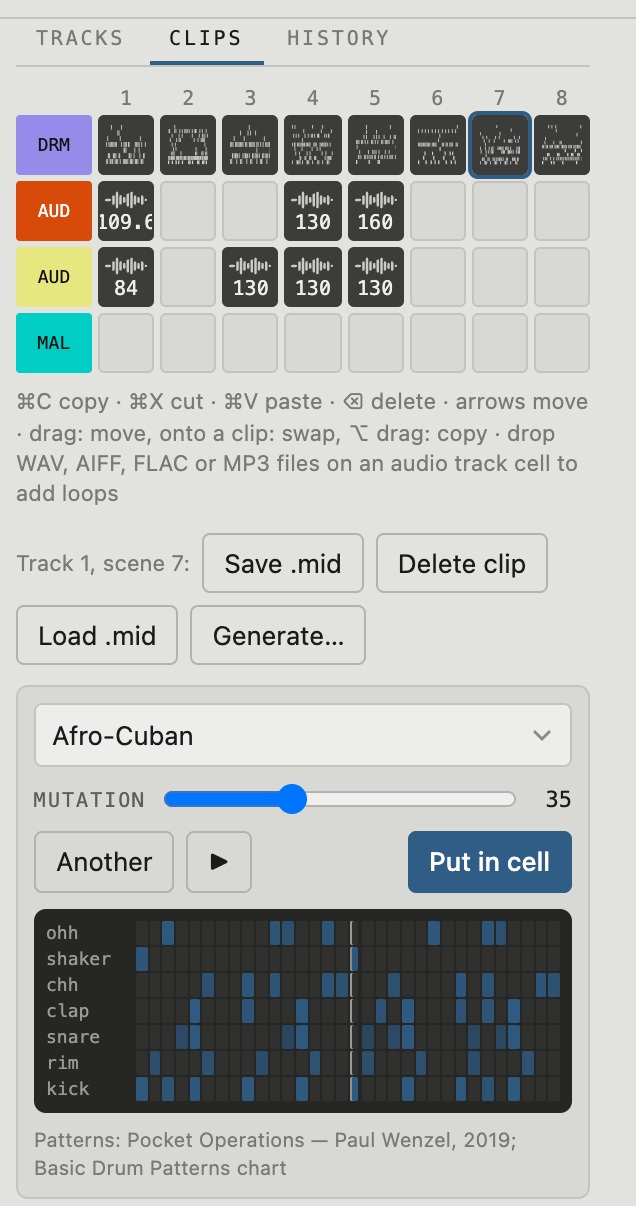 TRACKS CLIPS HISTORY
1 2 3 4 5 6 7 8
DRM
AUD 109.6 130 160
AUD 84 130 130 130
MAL
⌘C copy · ⌘X cut · ⌘V paste · ⌫ delete · arrows move
· drag: move, onto a clip: swap, ⌥ drag: copy · drop
WAV, AIFF, FLAC or MP3 files on an audio track cell to
add loops
Track 1, scene 7: Save .mid Delete clip
Load .mid Generate…
Afro-Cuban
MUTATION 35
Another Put in cell
ohh
shaker
chh
clap
snare
rim
kick
Patterns: Pocket Operations — Paul Wenzel, 2019;
Basic Drum Patterns chart